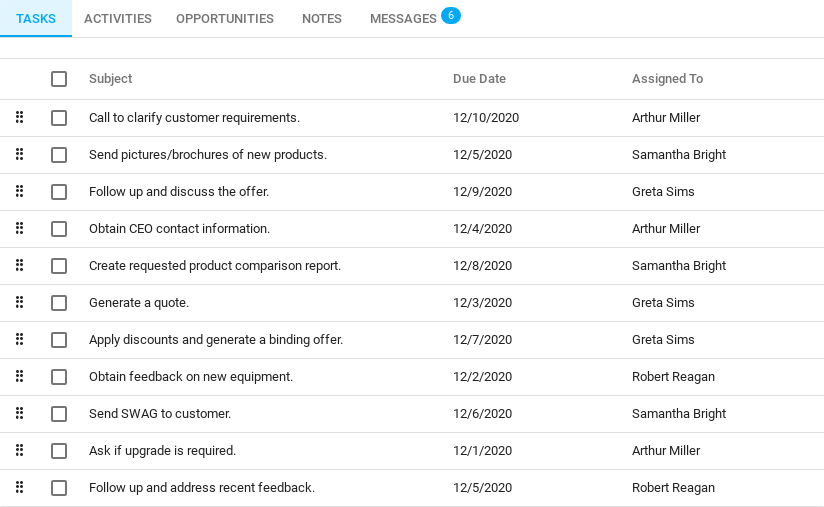 TASKS ACTIVITIES OPPORTUNITIES NOTES MESSAGES 6
Subject Due Date Assigned To
Call to clarify customer requirements. 12/10/2020 Arthur Miller
Send pictures/brochures of new products. 12/5/2020 Samantha Bright
Follow up and discuss the offer. 12/9/2020 Greta Sims
Obtain CEO contact information. 12/4/2020 Arthur Miller
Create requested product comparison report. 12/8/2020 Samantha Bright
Generate a quote. 12/3/2020 Greta Sims
Apply discounts and generate a binding offer. 12/7/2020 Greta Sims
Obtain feedback on new equipment. 12/2/2020 Robert Reagan
Send SWAG to customer. 12/6/2020 Samantha Bright
Ask if upgrade is required. 12/1/2020 Arthur Miller
Follow up and address recent feedback. 12/5/2020 Robert Reagan